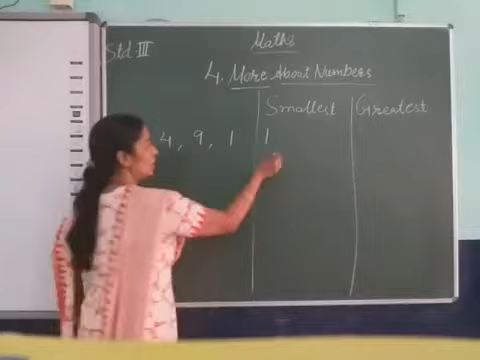 Maths
Std. III
4. More About Numbers
Smallest Greatest
4, 9, 1 1